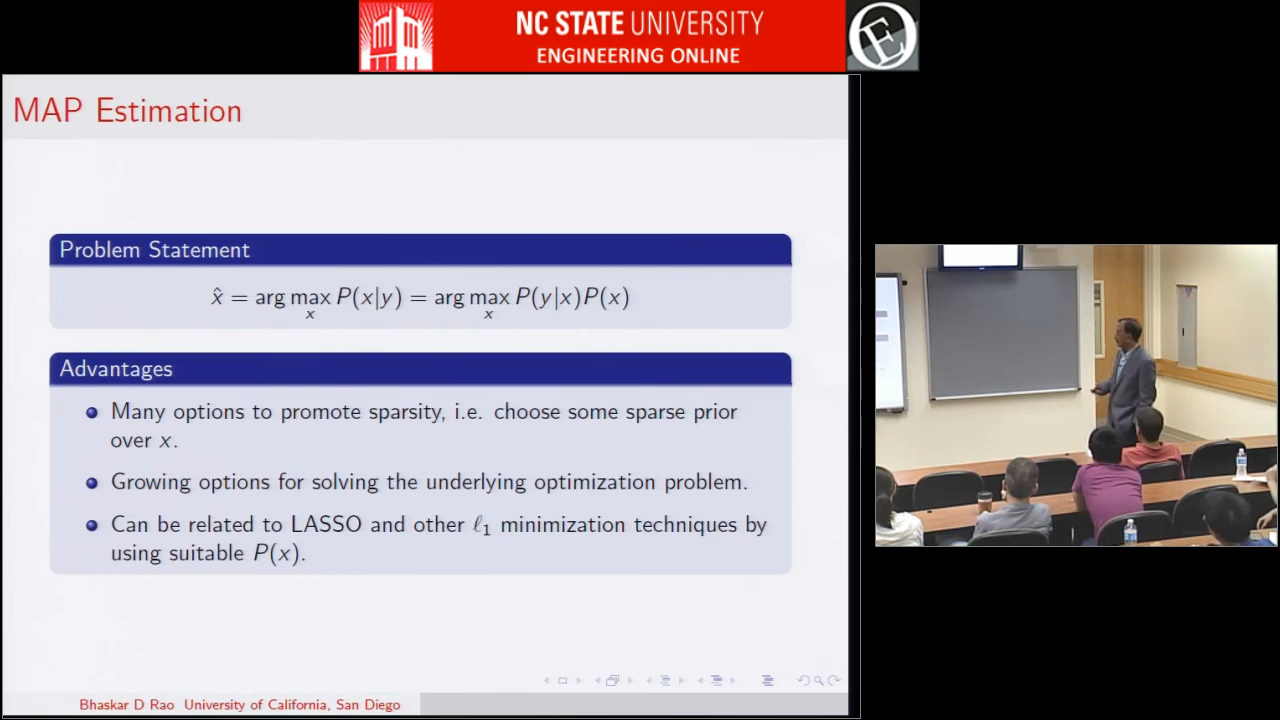 NC STATE UNIVERSITY
ENGINEERING ONLINE
MAP Estimation
Problem Statement
x̂ = arg max P(x|y) = arg max P(y|x)P(x)
x x
Advantages
Many options to promote sparsity, i.e. choose some sparse prior
over x.
Growing options for solving the underlying optimization problem.
Can be related to LASSO and other ℓ₁ minimization techniques by
using suitable P(x).
Bhaskar D Rao University of California, San Diego